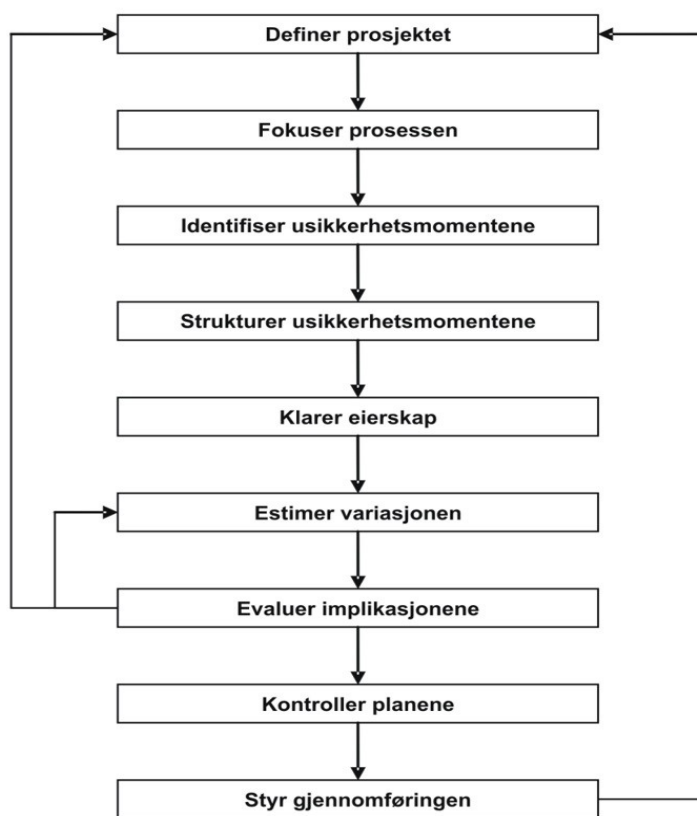 Definer prosjektet
Fokuser prosessen
Identifiser usikkerhetsmomentene
Strukturer usikkerhetsmomentene
Klarer eierskap
Estimer variasjonen
Evaluer implikasjonene
Kontroller planene
Styr gjennomføringen